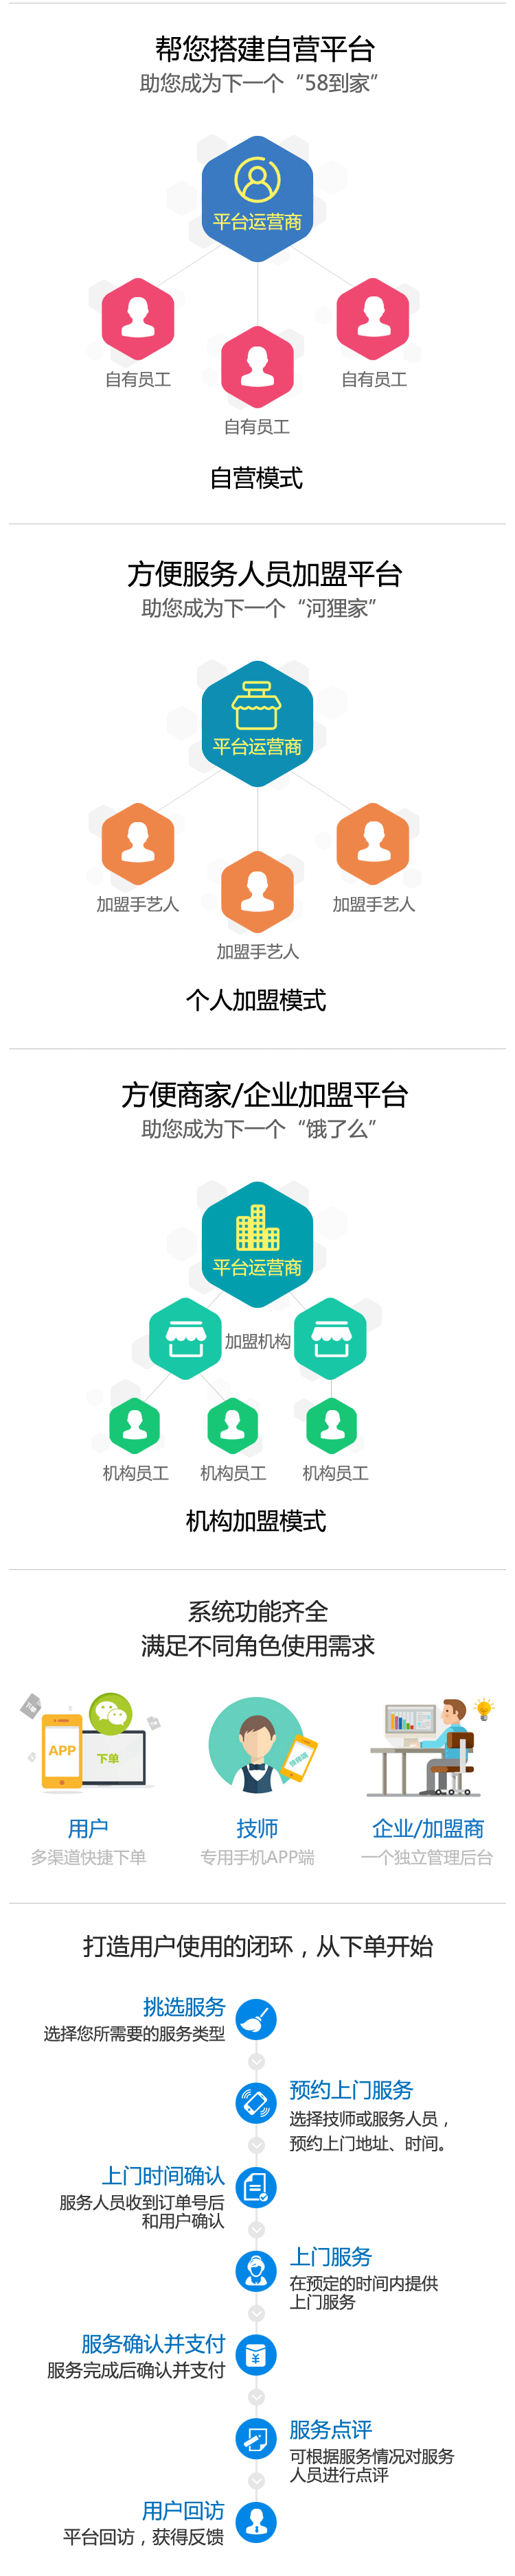 帮您搭建自营平台
助您成为下一个“58到家”
平台运营商
自有员工
自有员工
自有员工
自营模式
方便服务人员加盟平台
助您成为下一个“河狸家”
平台运营商
加盟手艺人
加盟手艺人
加盟手艺人
个人加盟模式
方便商家/企业加盟平台
助您成为下一个“饿了么”
平台运营商
加盟机构
机构员工
机构员工
机构员工
机构加盟模式
系统功能齐全
满足不同角色使用需求
APP
下单
用户
多渠道快捷下单
技师
专用手机APP端
企业/加盟商
一个独立管理后台
打造用户使用的闭环，从下单开始
挑选服务
选择您所需要的服务类型
预约上门服务
选择技师或服务人员，
预约上门地址、时间。
上门时间确认
服务人员收到订单号后
和用户确认
上门服务
在预定的时间内提供
上门服务
服务确认并支付
服务完成后确认并支付
服务点评
可根据服务情况对服务
人员进行点评
用户回访
平台回访，获得反馈